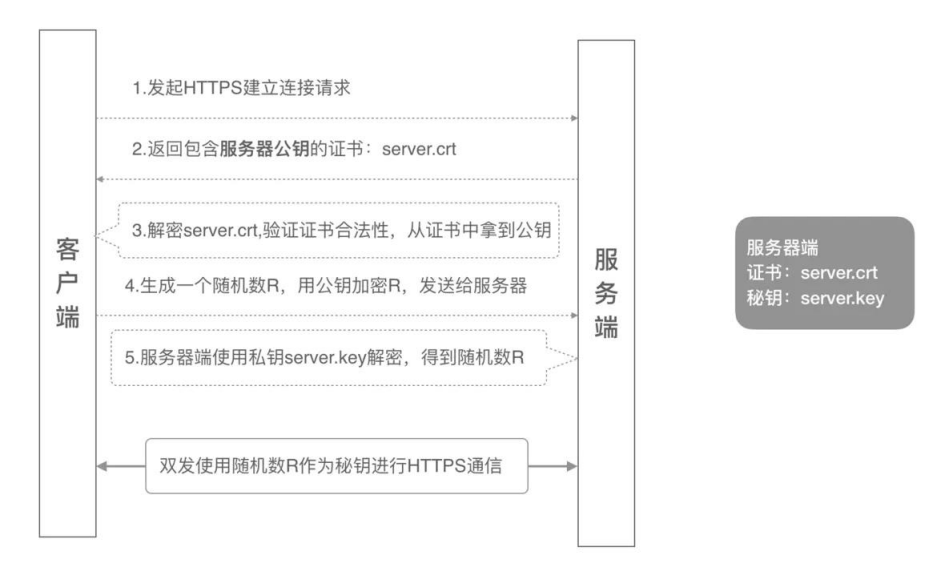 客户端
1.发起HTTPS建立连接请求
2.返回包含服务器公钥的证书：server.crt
3.解密server.crt,验证证书合法性，从证书中拿到公钥
4.生成一个随机数R，用公钥加密R，发送给服务器
5.服务器端使用私钥server.key解密，得到随机数R
双发使用随机数R作为秘钥进行HTTPS通信
服务端
服务器端
证书：server.crt
秘钥：server.key